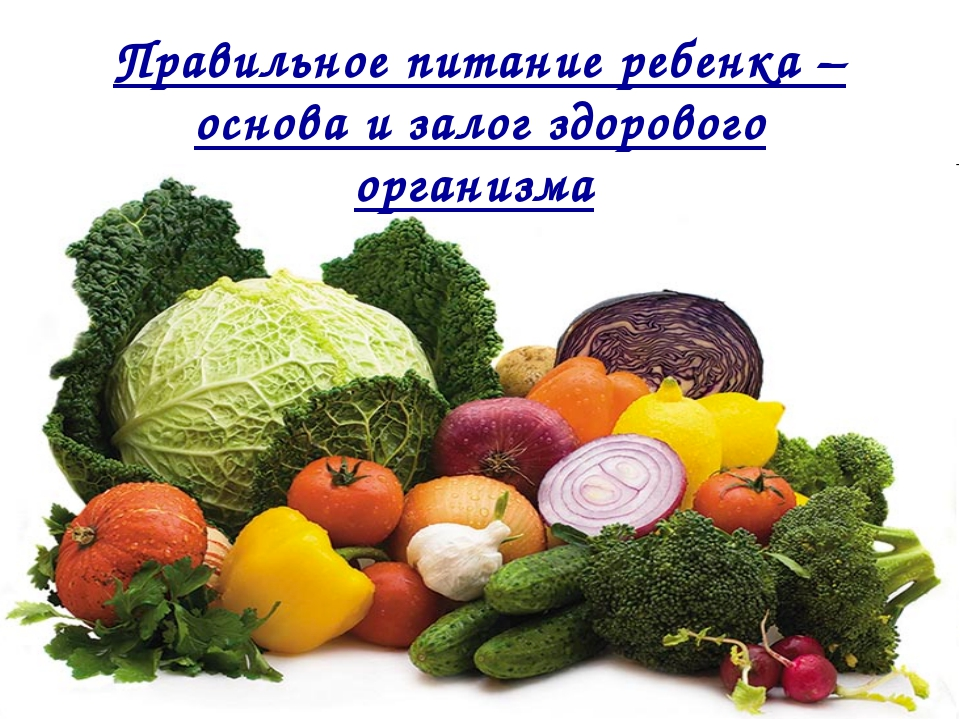 Правильное питание ребенка –
основа и залог здорового
организма